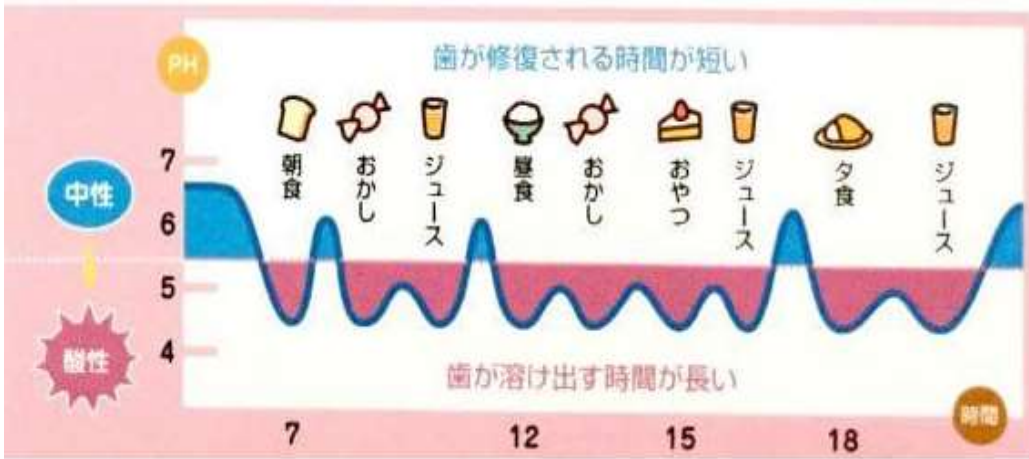 PH
歯が修復される時間が短い
朝食
おかし
ジュース
昼食
おかし
おやつ
ジュース
夕食
ジュース
7
中性
6
5
酸性
4
歯が溶け出す時間が長い
時間
7
12
15
18